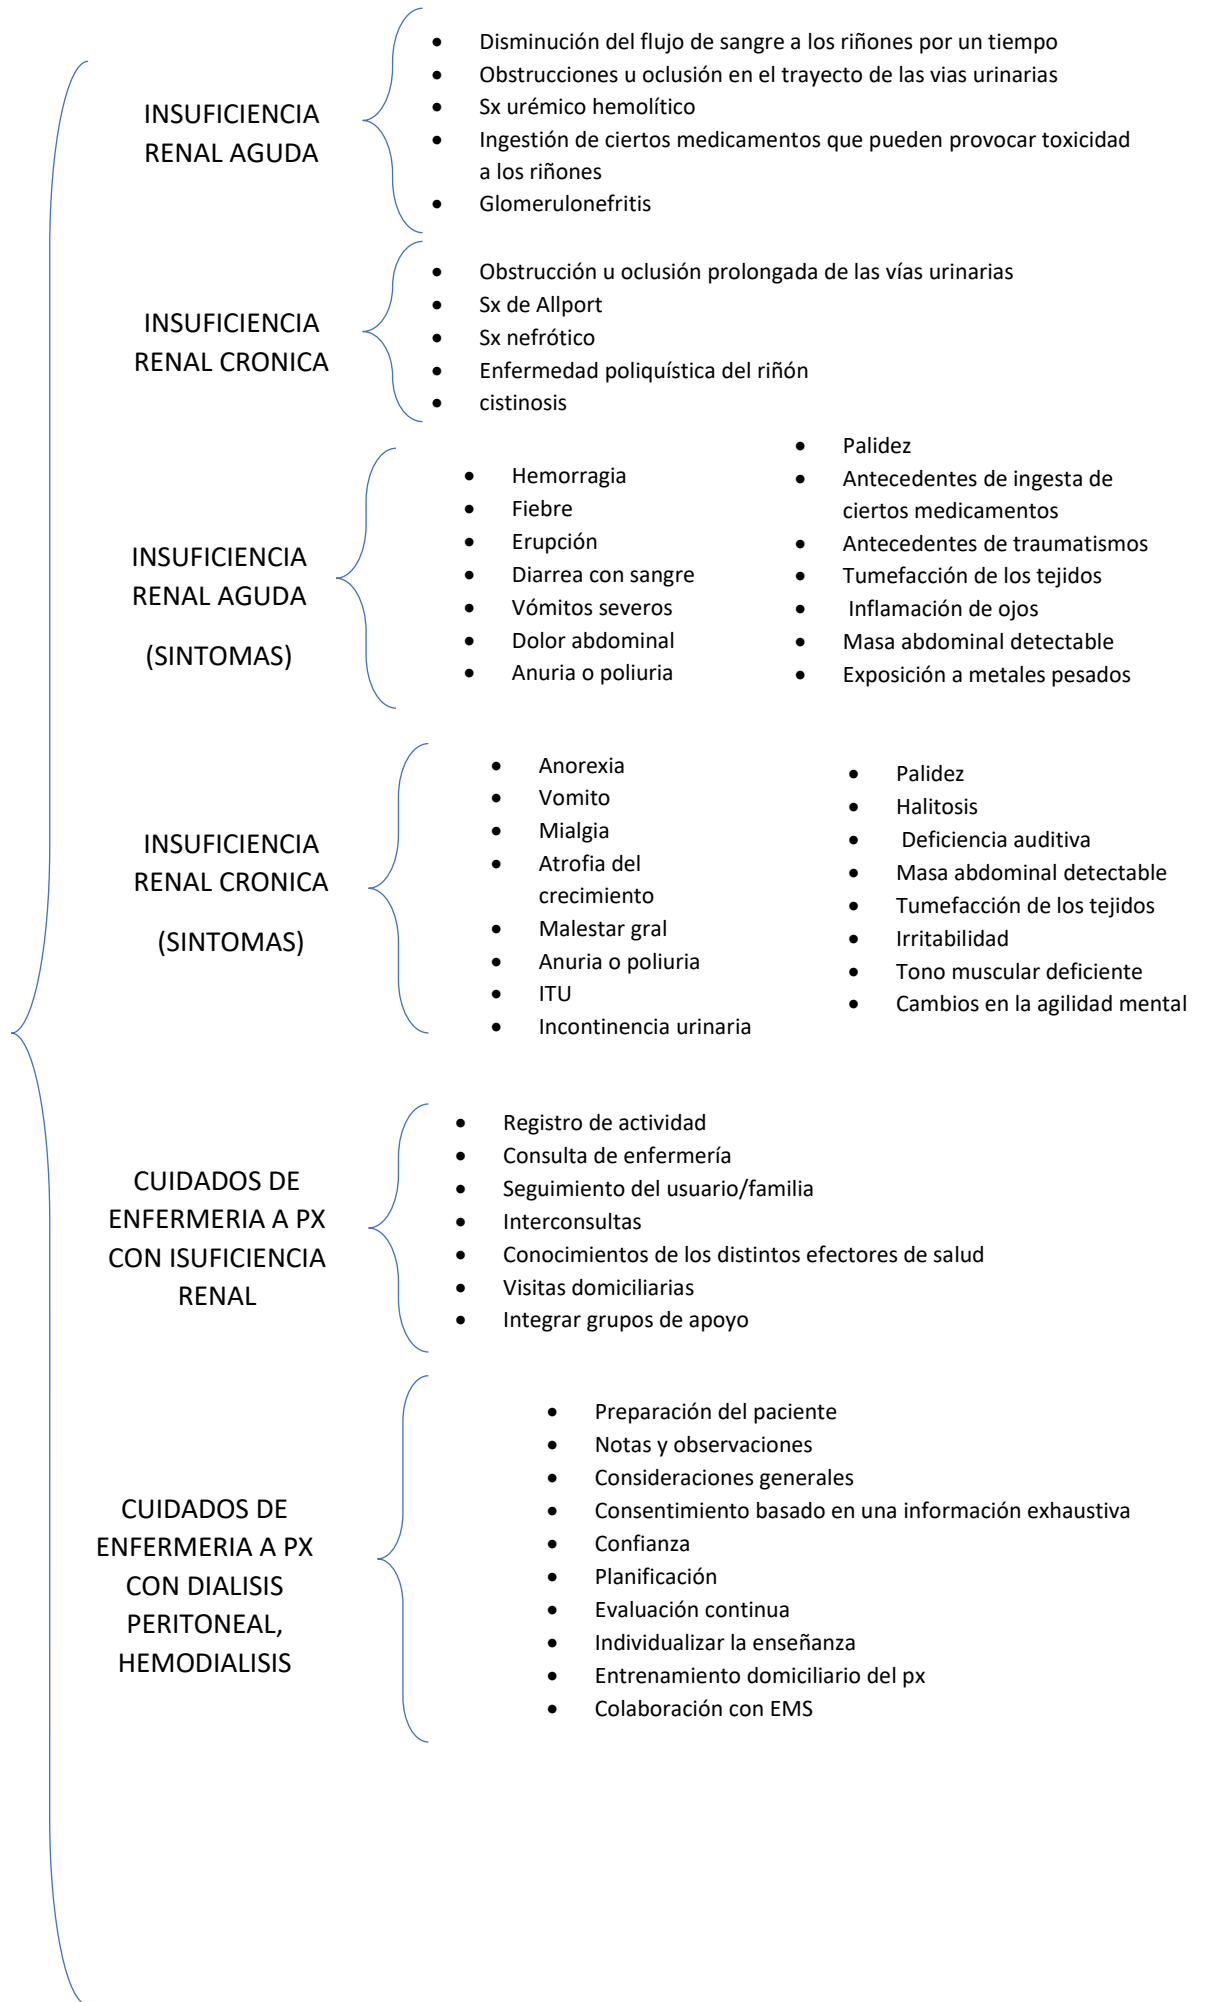 INSUFICIENCIA
RENAL AGUDA
• Disminución del flujo de sangre a los riñones por un tiempo
• Obstrucciones u oclusión en el trayecto de las vias urinarias
• Sx urémico hemolítico
• Ingestión de ciertos medicamentos que pueden provocar toxicidad
a los riñones
• Glomerulonefritis
INSUFICIENCIA
RENAL CRONICA
• Obstrucción u oclusión prolongada de las vías urinarias
• Sx de Allport
• Sx nefrótico
• Enfermedad poliquística del riñón
• cistinosis
INSUFICIENCIA
RENAL AGUDA
(SINTOMAS)
• Hemorragia
• Fiebre
• Erupción
• Diarrea con sangre
• Vómitos severos
• Dolor abdominal
• Anuria o poliuria
• Palidez
• Antecedentes de ingesta de
ciertos medicamentos
• Antecedentes de traumatismos
• Tumefacción de los tejidos
• Inflamación de ojos
• Masa abdominal detectable
• Exposición a metales pesados
INSUFICIENCIA
RENAL CRONICA
(SINTOMAS)
• Anorexia
• Vomito
• Mialgia
• Atrofia del
crecimiento
• Malestar gral
• Anuria o poliuria
• ITU
• Incontinencia urinaria
• Palidez
• Halitosis
• Deficiencia auditiva
• Masa abdominal detectable
• Tumefacción de los tejidos
• Irritabilidad
• Tono muscular deficiente
• Cambios en la agilidad mental
CUIDADOS DE
ENFERMERIA A PX
CON ISUFICIENCIA
RENAL
• Registro de actividad
• Consulta de enfermería
• Seguimiento del usuario/familia
• Interconsultas
• Conocimientos de los distintos efectores de salud
• Visitas domiciliarias
• Integrar grupos de apoyo
CUIDADOS DE
ENFERMERIA A PX
CON DIALISIS
PERITONEAL,
HEMODIALISIS
• Preparación del paciente
• Notas y observaciones
• Consideraciones generales
• Consentimiento basado en una información exhaustiva
• Confianza
• Planificación
• Evaluación continua
• Individualizar la enseñanza
• Entrenamiento domiciliario del px
• Colaboración con EMS